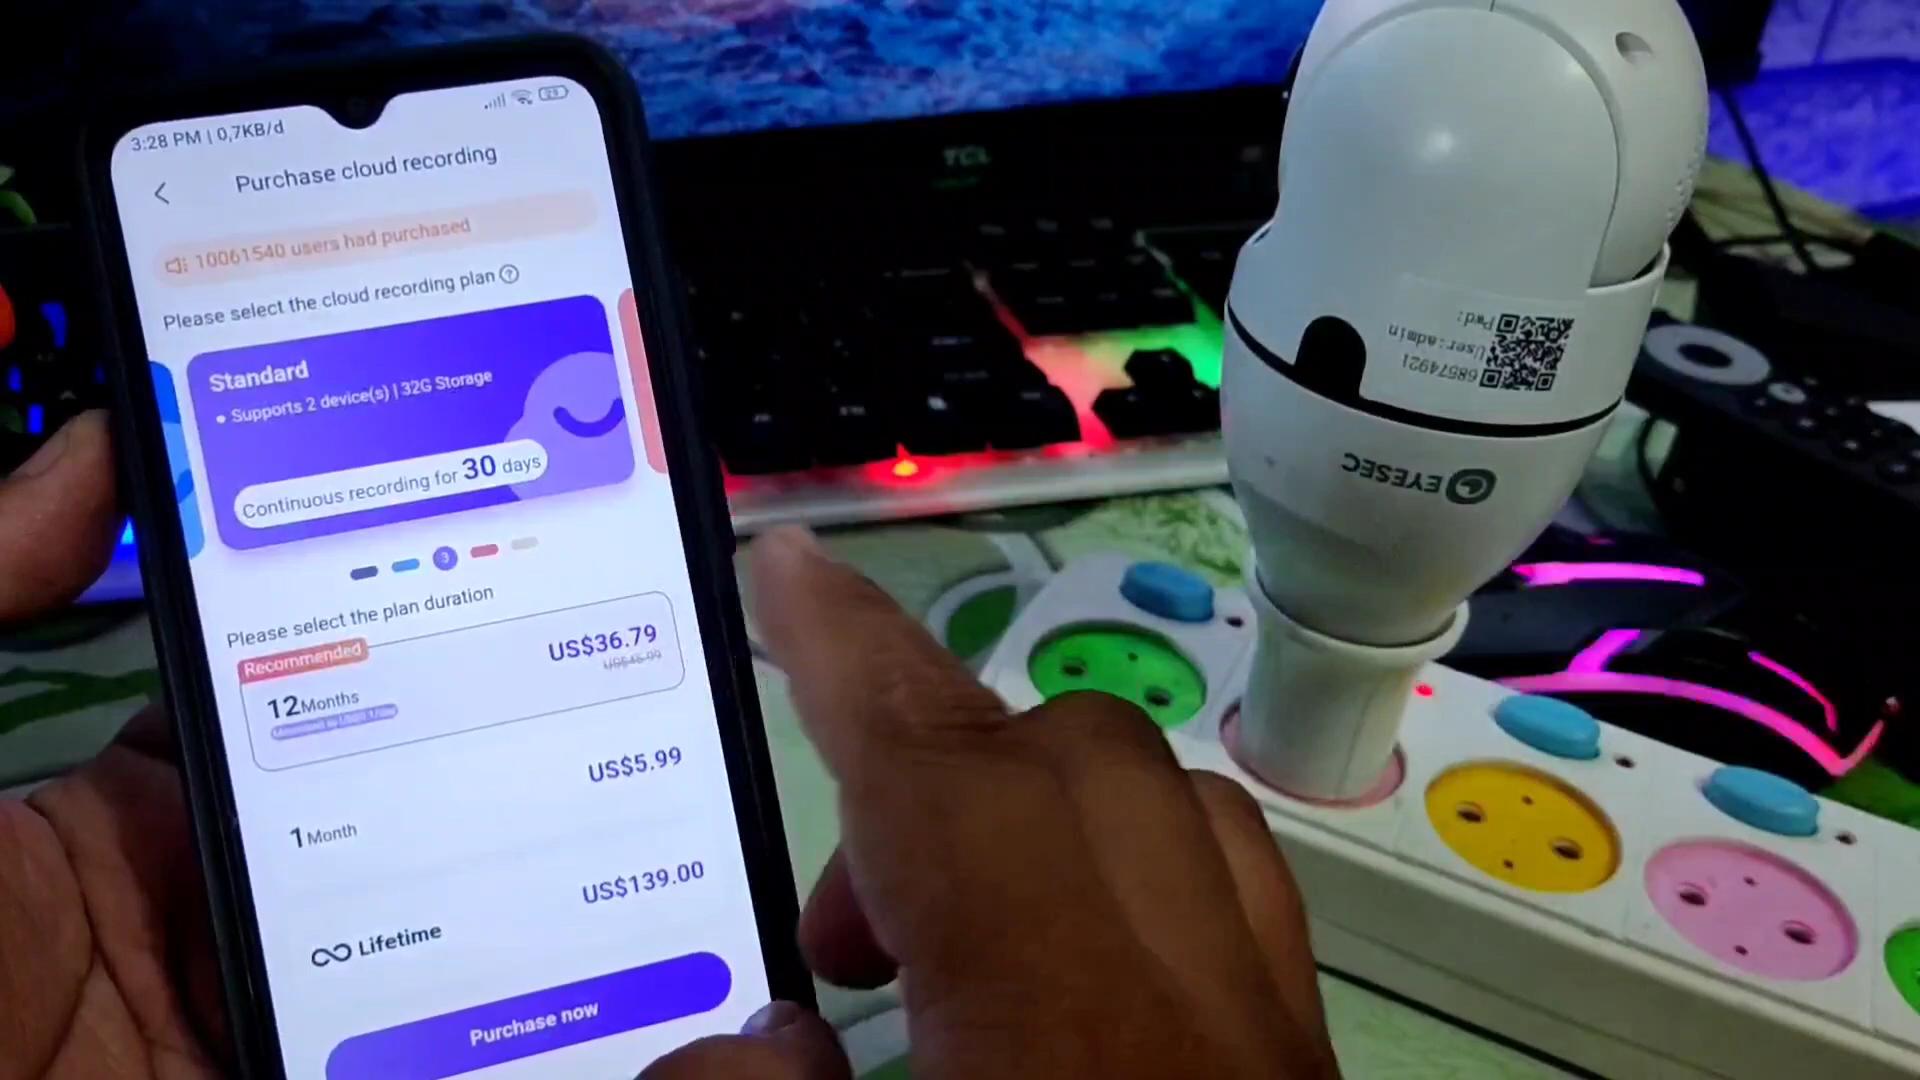 3:28 PM | 0,7KB/d
23
Purchase cloud recording
10061540 users had purchased
Please select the cloud recording plan ?
Standard
• Supports 2 device(s) | 32G Storage
Continuous recording for 30 days
3
Please select the plan duration
Recommended
12Months
US$36.79
1Month
US$5.99
Lifetime
US$139.00
Purchase now
TCL
68574921
User:admin
Pwd:
EYESEC